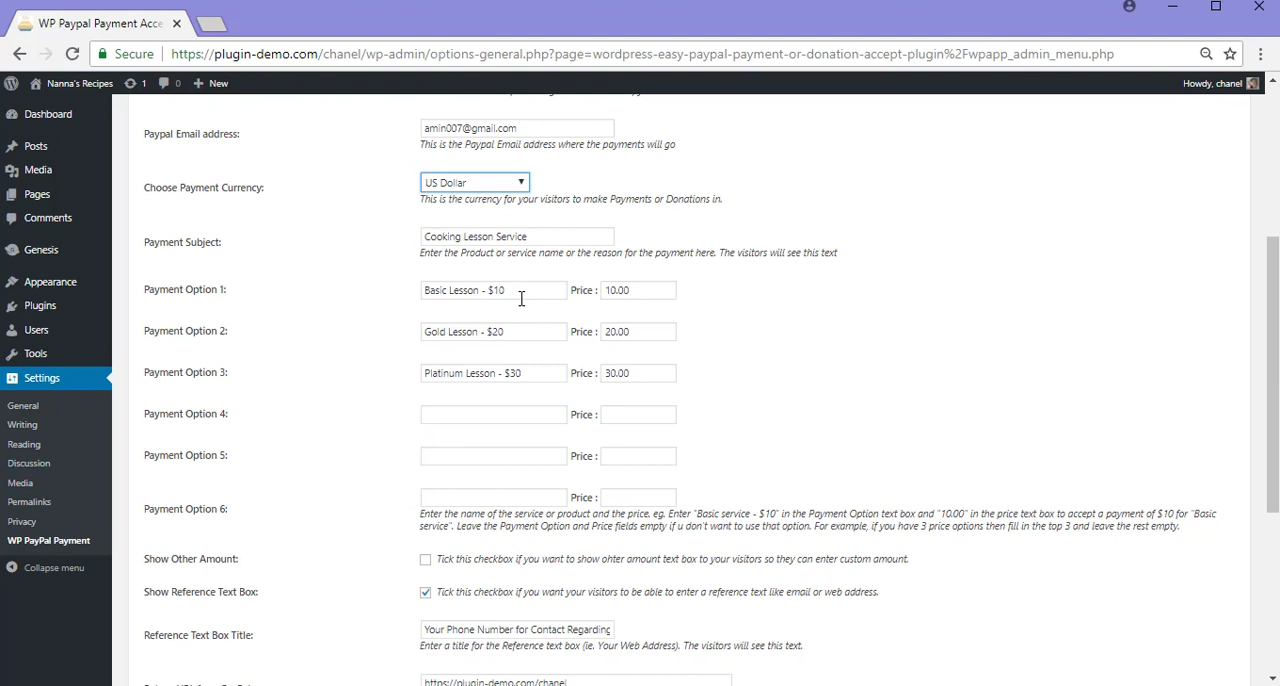 WP Paypal Payment Acce
Secure
https://plugin-demo.com/chanel/wp-admin/options-general.php?page=wordpress-easy-paypal-payment-or-donation-accept-plugin%2Fwpapp_admin_menu.php
Nanna's Recipes 1 0 New
Howdy, chanel
Dashboard
Posts
Media
Pages
Comments
Genesis
Appearance
Plugins
Users
Tools
Settings
General
Writing
Reading
Discussion
Media
Permalinks
Privacy
WP PayPal Payment
Collapse menu
Paypal Email address:
amin007@gmail.com
This is the Paypal Email address where the payments will go
Choose Payment Currency:
US Dollar
This is the currency for your visitors to make Payments or Donations in.
Payment Subject:
Cooking Lesson Service
Enter the Product or service name or the reason for the payment here. The visitors will see this text
Payment Option 1:
Basic Lesson - $10 Price : 10.00
Payment Option 2:
Gold Lesson - $20 Price : 20.00
Payment Option 3:
Platinum Lesson - $30 Price : 30.00
Payment Option 4:
Price :
Payment Option 5:
Price :
Payment Option 6:
Price :
Enter the name of the service or product and the price. eg. Enter "Basic service - $10" in the Payment Option text box and "10.00" in the price text box to accept a payment of $10 for "Basic
service". Leave the Payment Option and Price fields empty if u don't want to use that option. For example, if you have 3 price options then fill in the top 3 and leave the rest empty.
Show Other Amount:
Tick this checkbox if you want to show ohter amount text box to your visitors so they can enter custom amount.
Show Reference Text Box:
Tick this checkbox if you want your visitors to be able to enter a reference text like email or web address.
Reference Text Box Title:
Your Phone Number for Contact Regarding
Enter a title for the Reference text box (ie. Your Web Address). The visitors will see this text.
https://plugin-demo.com/chanel